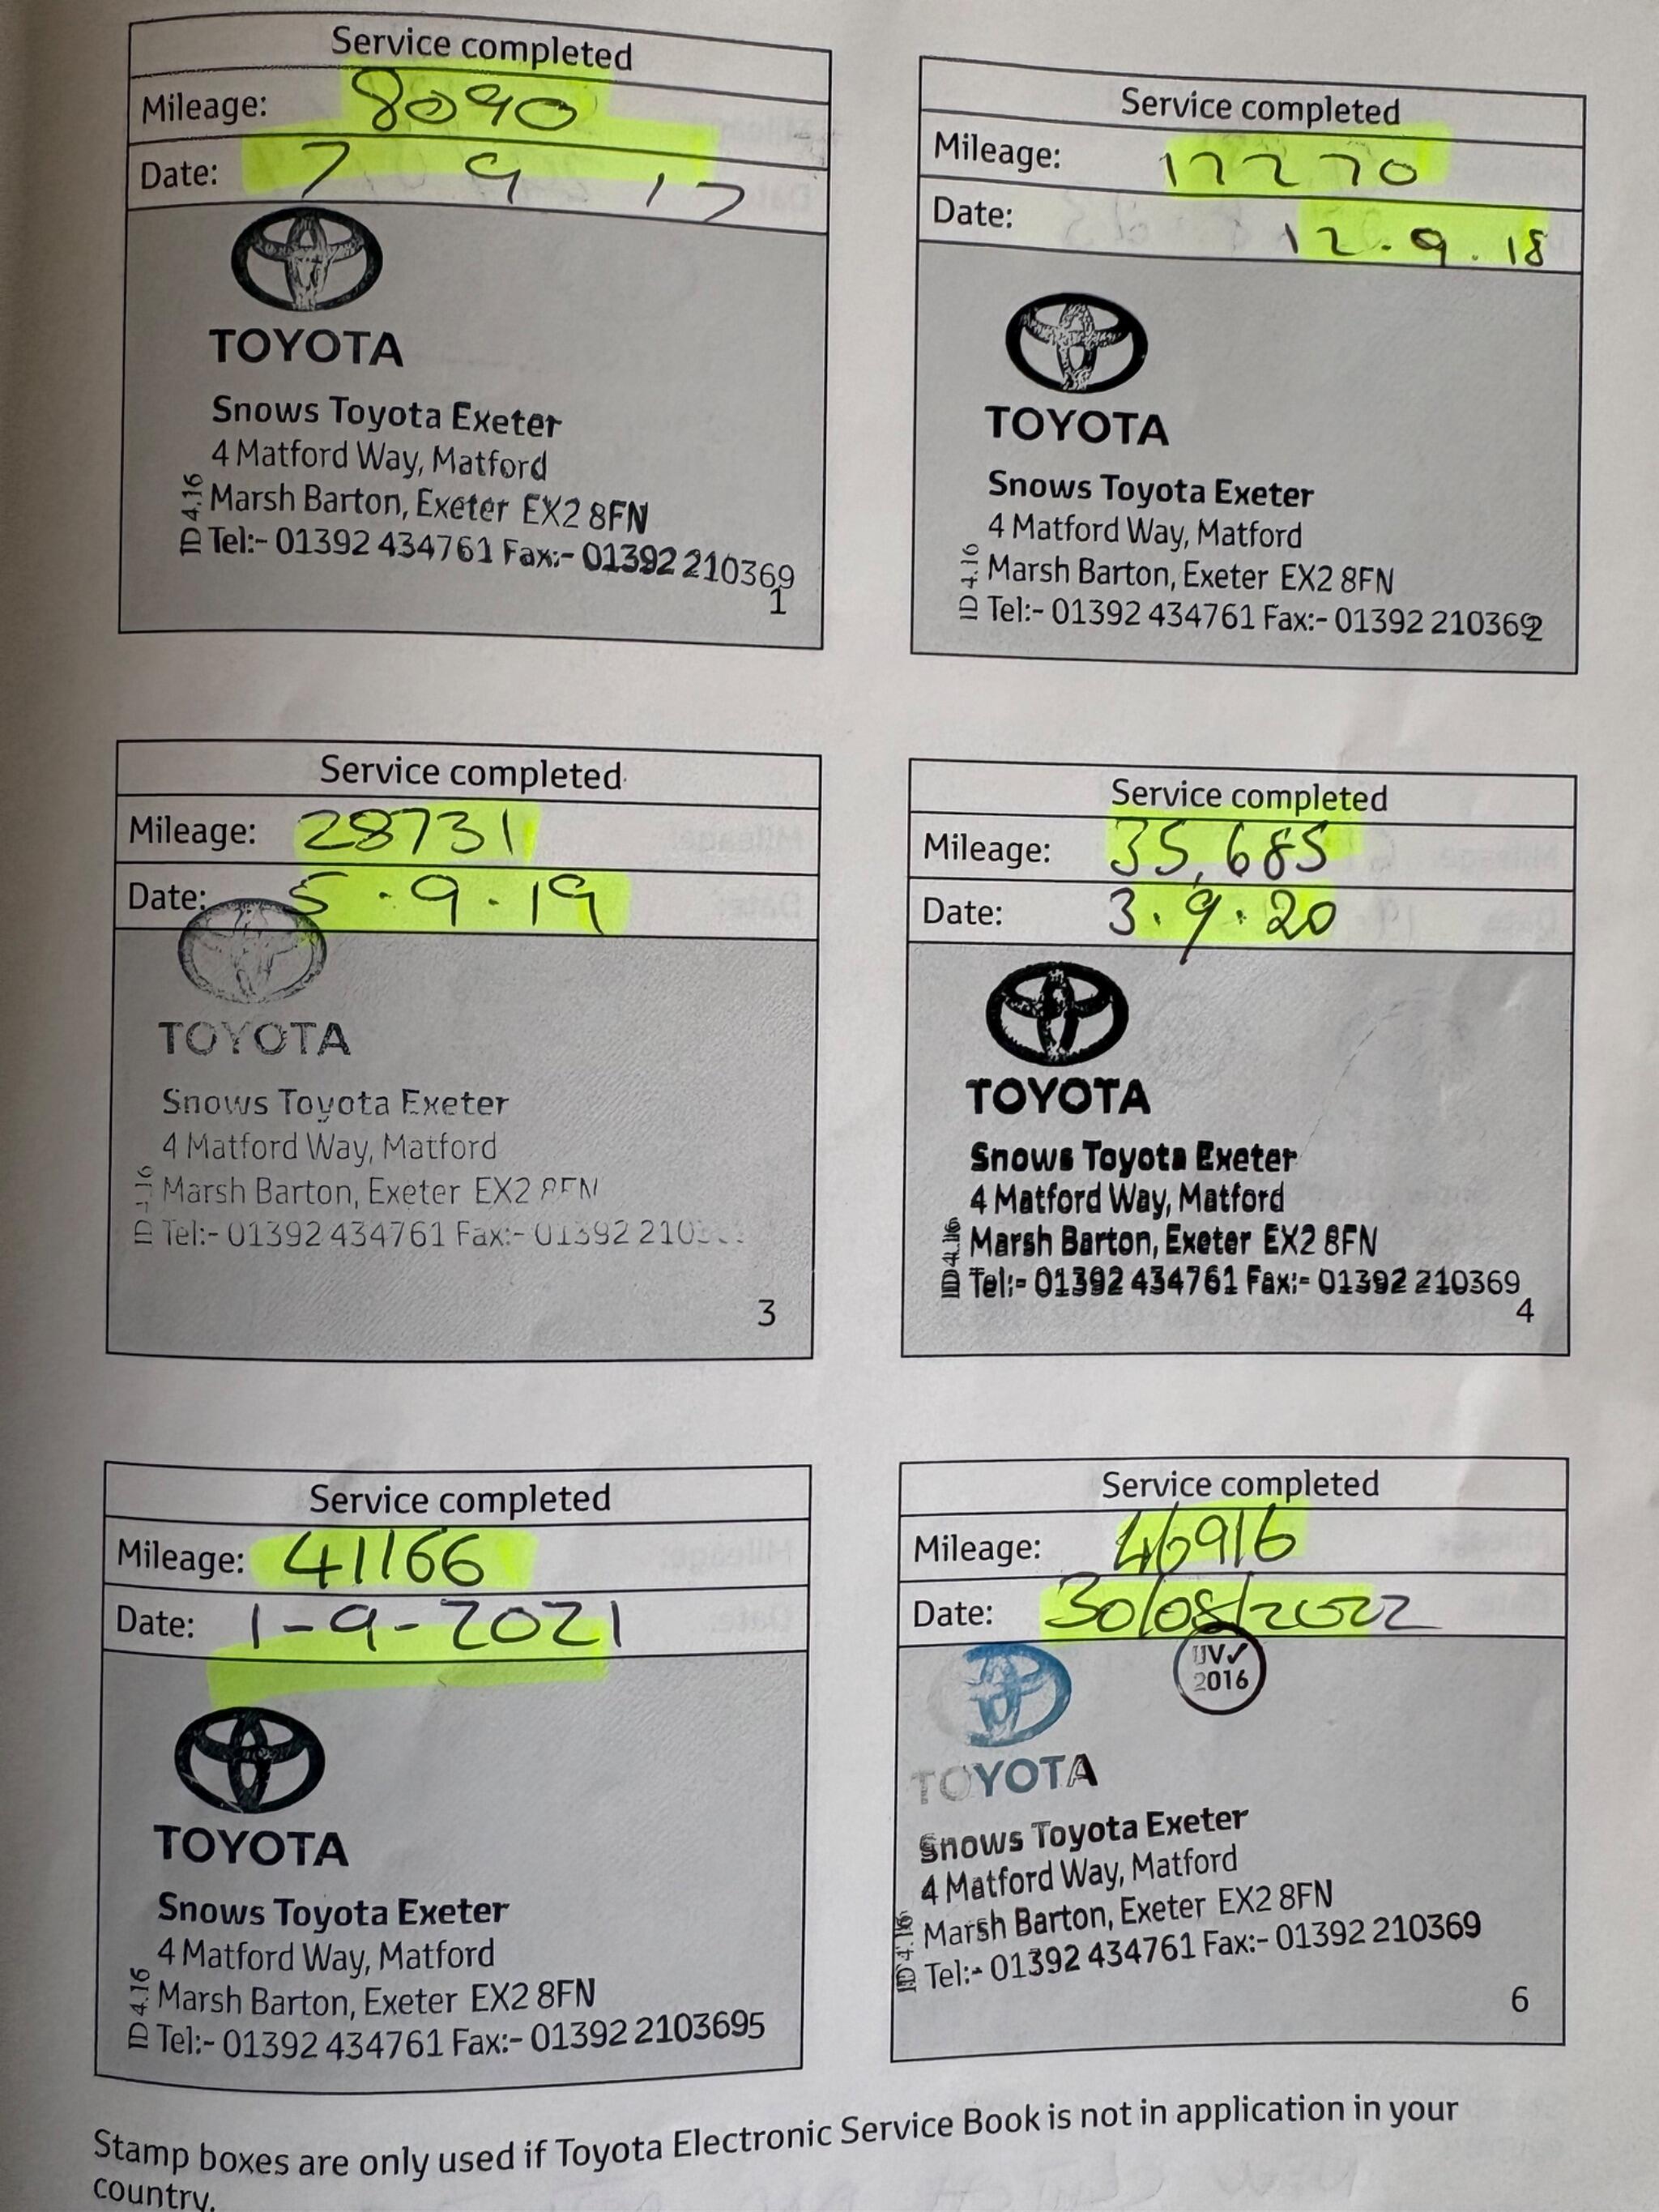 Service completed
Mileage: 8090
Date: 7 9 17
TOYOTA
Snows Toyota Exeter
4 Matford Way, Matford
Marsh Barton, Exeter EX2 8FN
Tel:- 01392 434761 Fax:- 01392 210369
ID 4.16
1
Service completed
Mileage: 17270
Date: 12.9.18
TOYOTA
Snows Toyota Exeter
4 Matford Way, Matford
Marsh Barton, Exeter EX2 8FN
Tel:- 01392 434761 Fax:- 01392 210369
ID 4.16
2
Service completed
Mileage: 28731
Date: 5.9.19
TOYOTA
Snows Toyota Exeter
4 Matford Way, Matford
Marsh Barton, Exeter EX2
Tel:- 01392 434761 Fax:- 01392
3
Service completed
Mileage: 35,685
Date: 3.9.20
TOYOTA
Snows Toyota Exeter
4 Matford Way, Matford
Marsh Barton, Exeter EX2 8FN
Tel:- 01392 434761 Fax:- 01392 210369
ID 4.16
4
Service completed
Mileage: 41166
Date: 1-9-2021
TOYOTA
Snows Toyota Exeter
4 Matford Way, Matford
Marsh Barton, Exeter EX2 8FN
Tel:- 01392 434761 Fax:- 01392 210369
ID 4.16
5
Service completed
Mileage: 46916
Date: 30/08/2022
UV✓
2016
TOYOTA
Snows Toyota Exeter
4 Matford Way, Matford
Marsh Barton, Exeter EX2 8FN
Tel:- 01392 434761 Fax:- 01392 210369
ID 4.16
6
Stamp boxes are only used if Toyota Electronic Service Book is not in application in your
country.